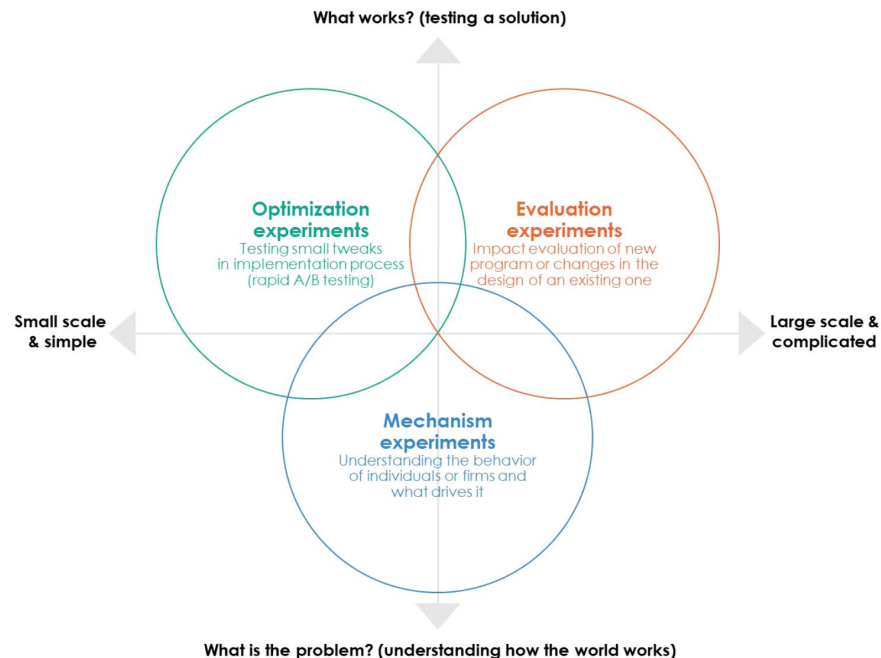 What works? (testing a solution)
Optimization
experiments
Testing small tweaks
in implementation process
(rapid A/B testing)
Evaluation
experiments
Impact evaluation of new
program or changes in the
design of an existing one
Small scale
& simple
Large scale &
complicated
Mechanism
experiments
Understanding the behavior
of individuals or firms and
what drives it
What is the problem? (understanding how the world works)